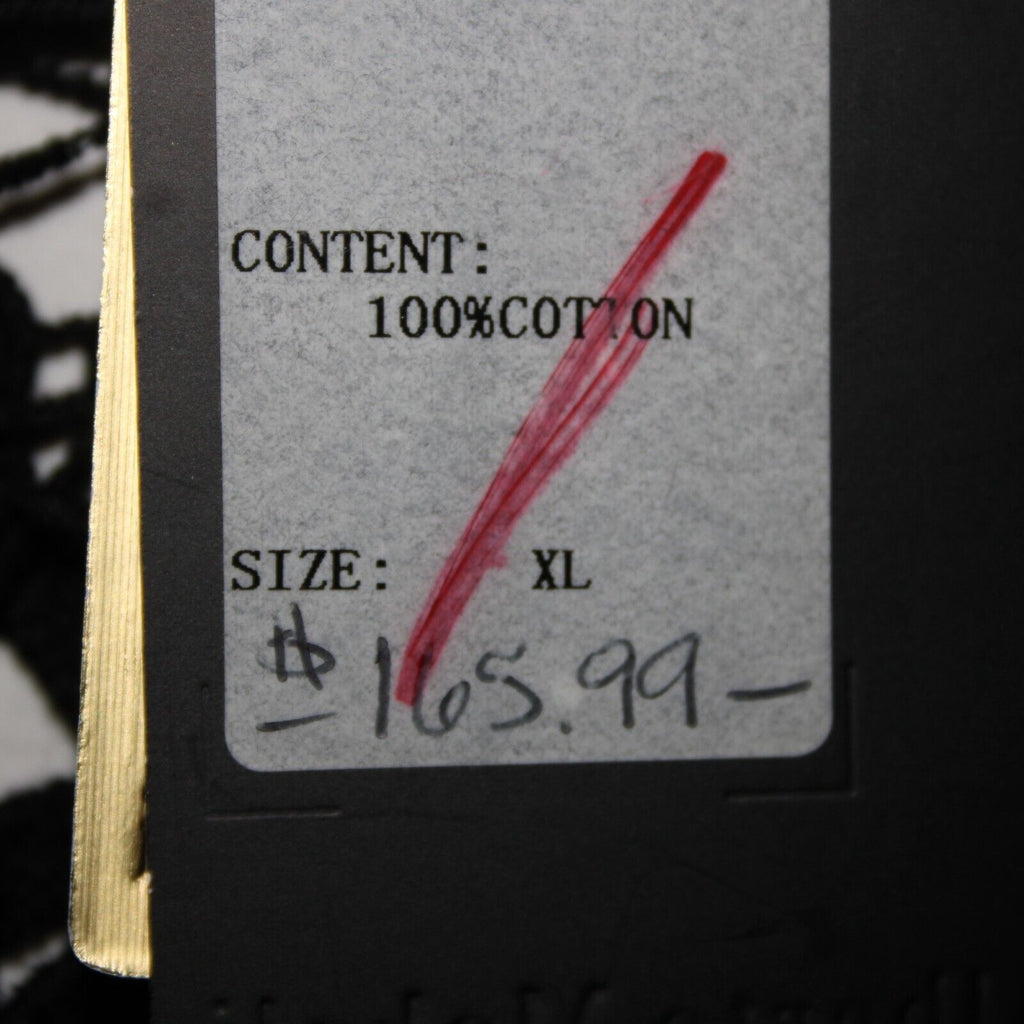 CONTENT:
100%COTTON
SIZE: XL
$165.99